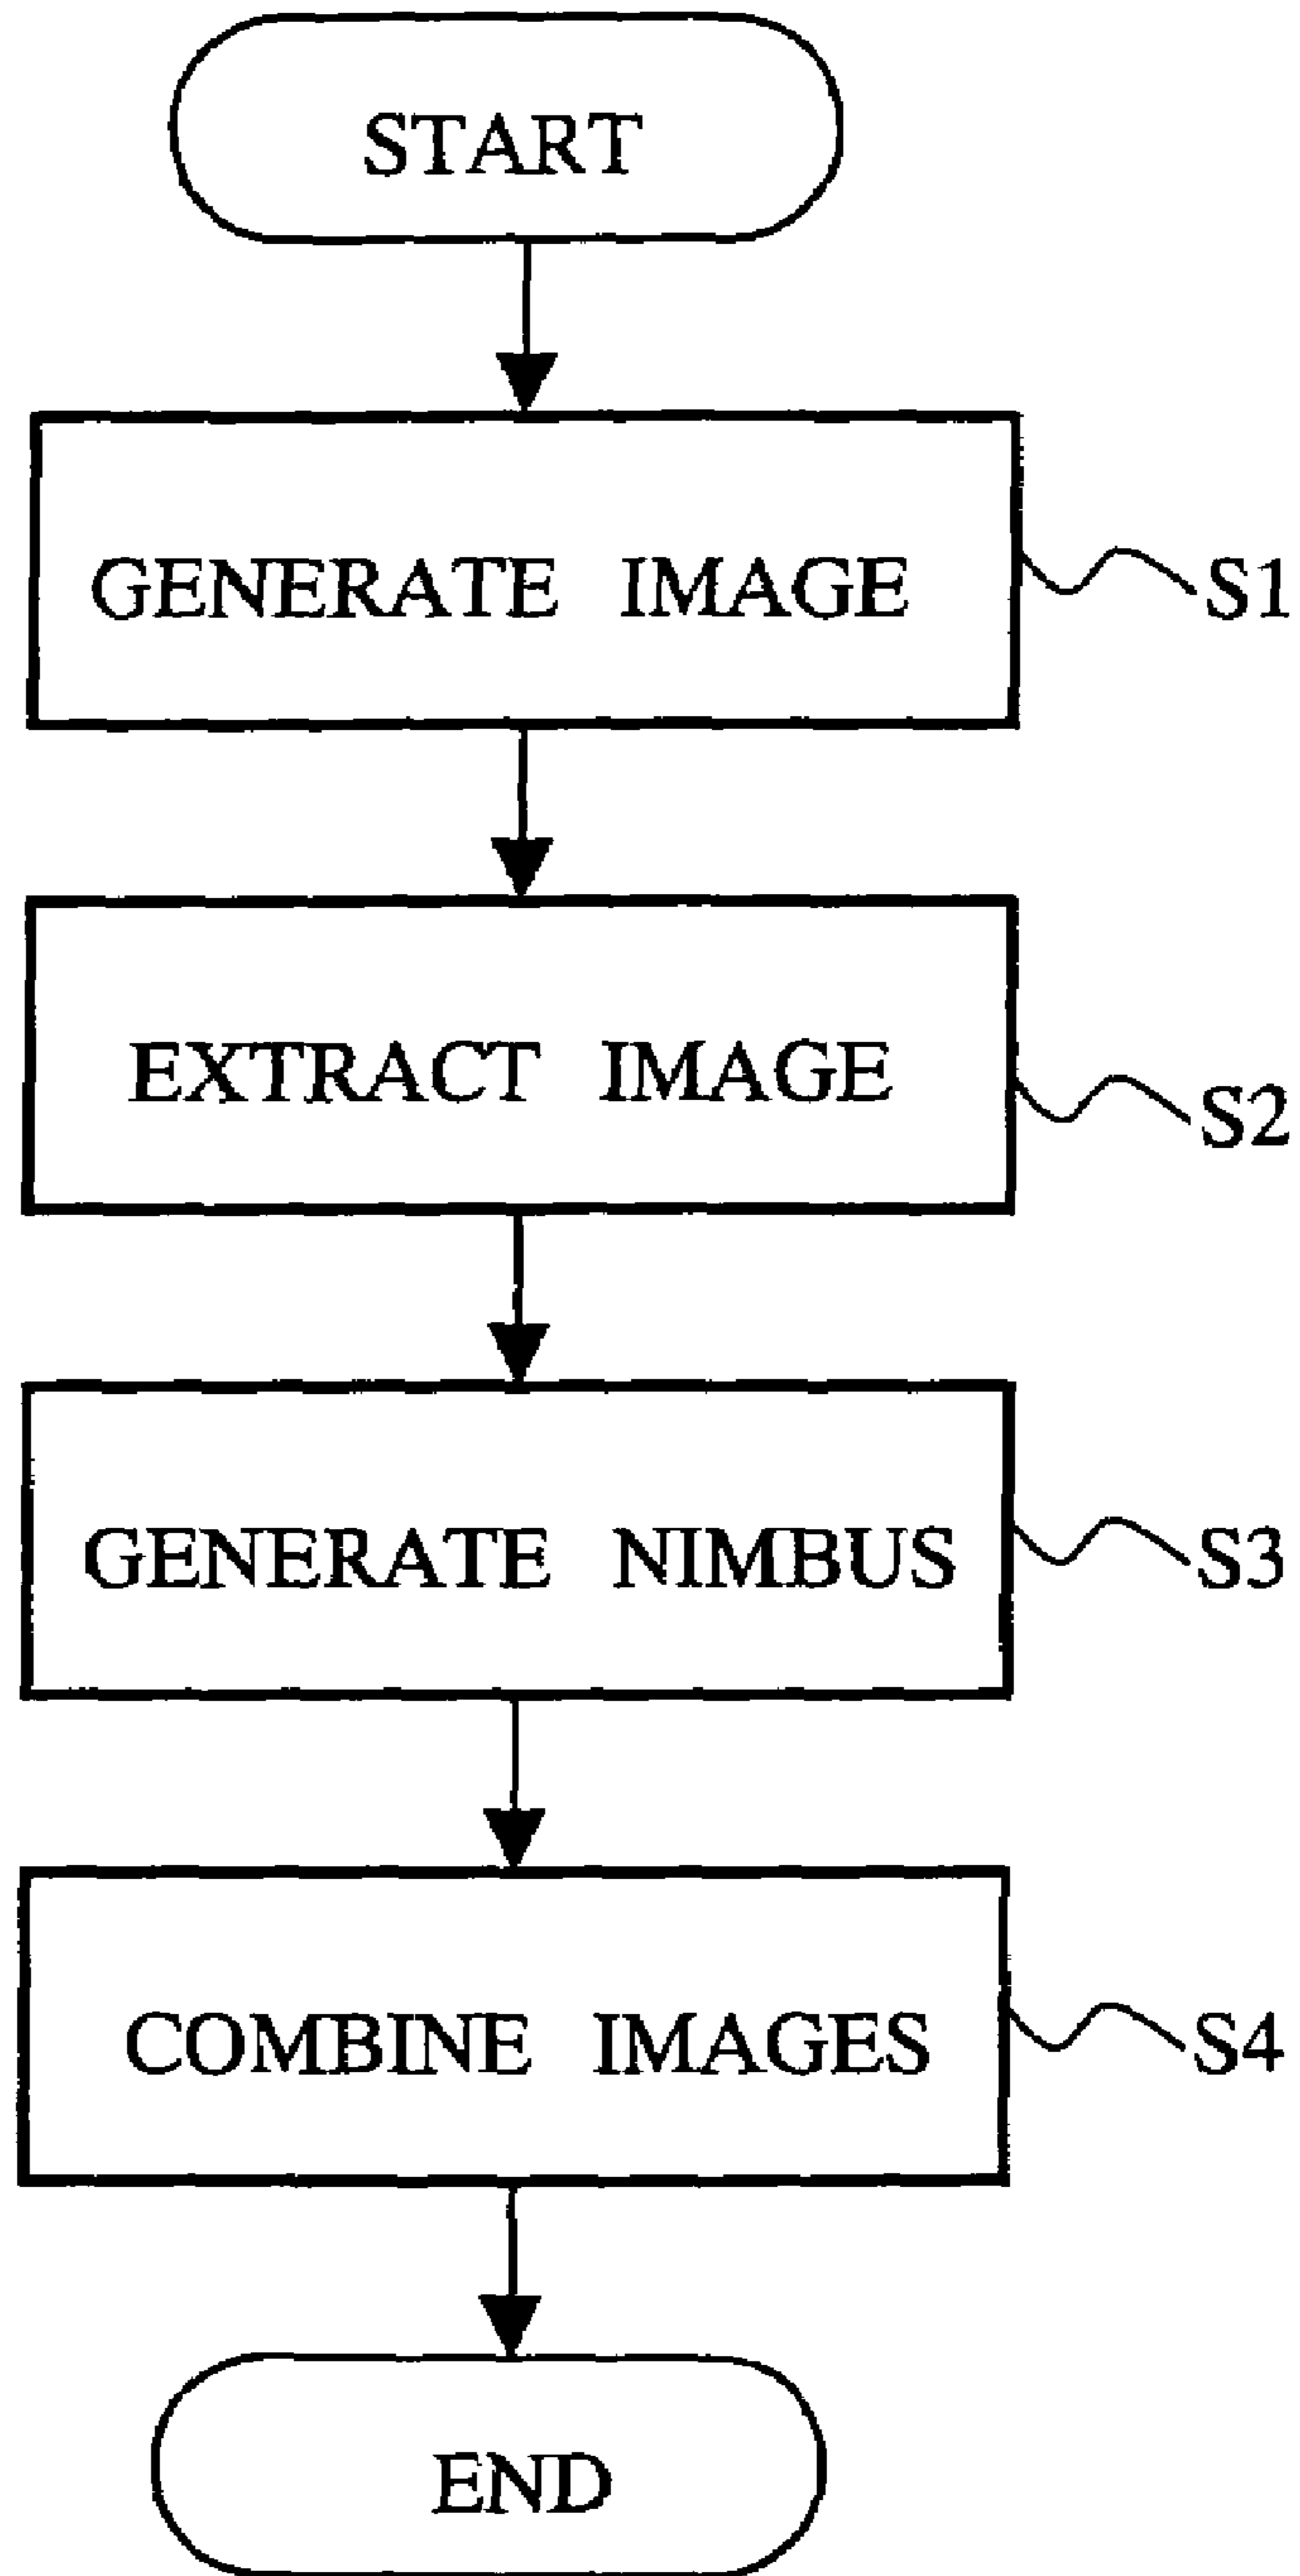 START
GENERATE IMAGE
S1
EXTRACT IMAGE
S2
GENERATE NIMBUS
S3
COMBINE IMAGES
S4
END